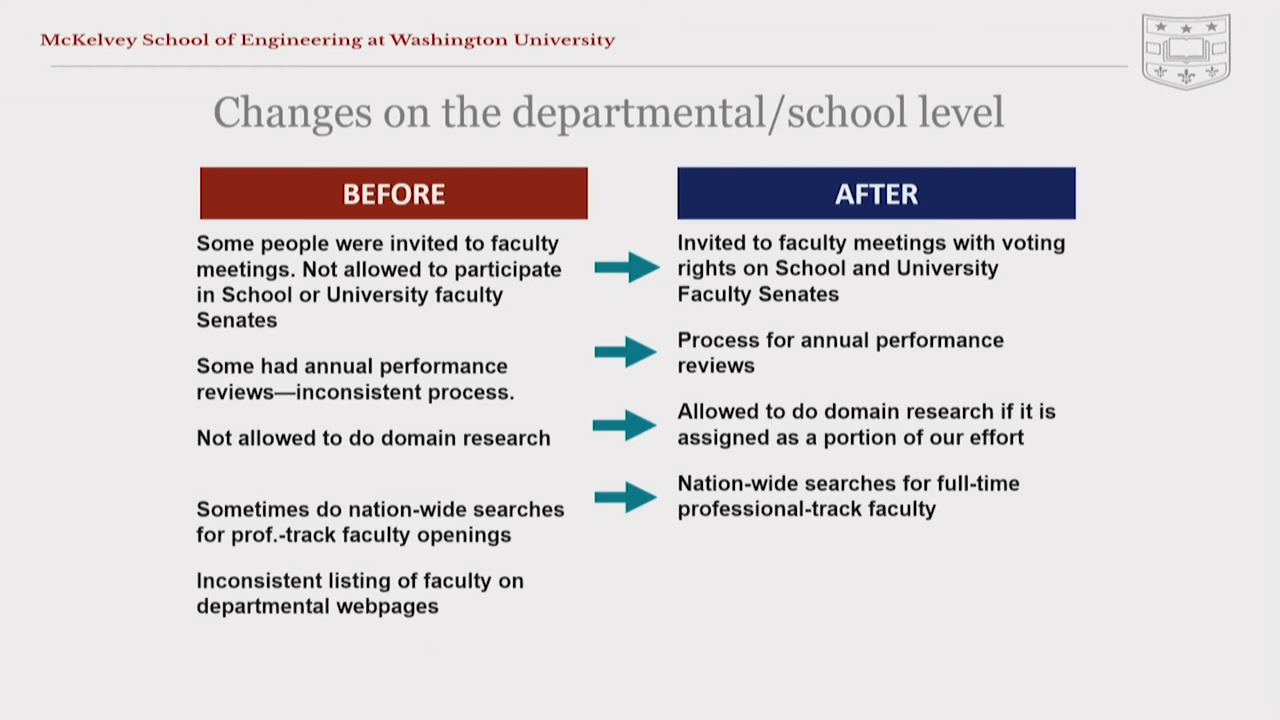 McKelvey School of Engineering at Washington University
Changes on the departmental/school level
BEFORE
Some people were invited to faculty
meetings. Not allowed to participate
in School or University faculty
Senates
Some had annual performance
reviews—inconsistent process.
Not allowed to do domain research
Sometimes do nation-wide searches
for prof.-track faculty openings
Inconsistent listing of faculty on
departmental webpages
AFTER
Invited to faculty meetings with voting
rights on School and University
Faculty Senates
Process for annual performance
reviews
Allowed to do domain research if it is
assigned as a portion of our effort
Nation-wide searches for full-time
professional-track faculty